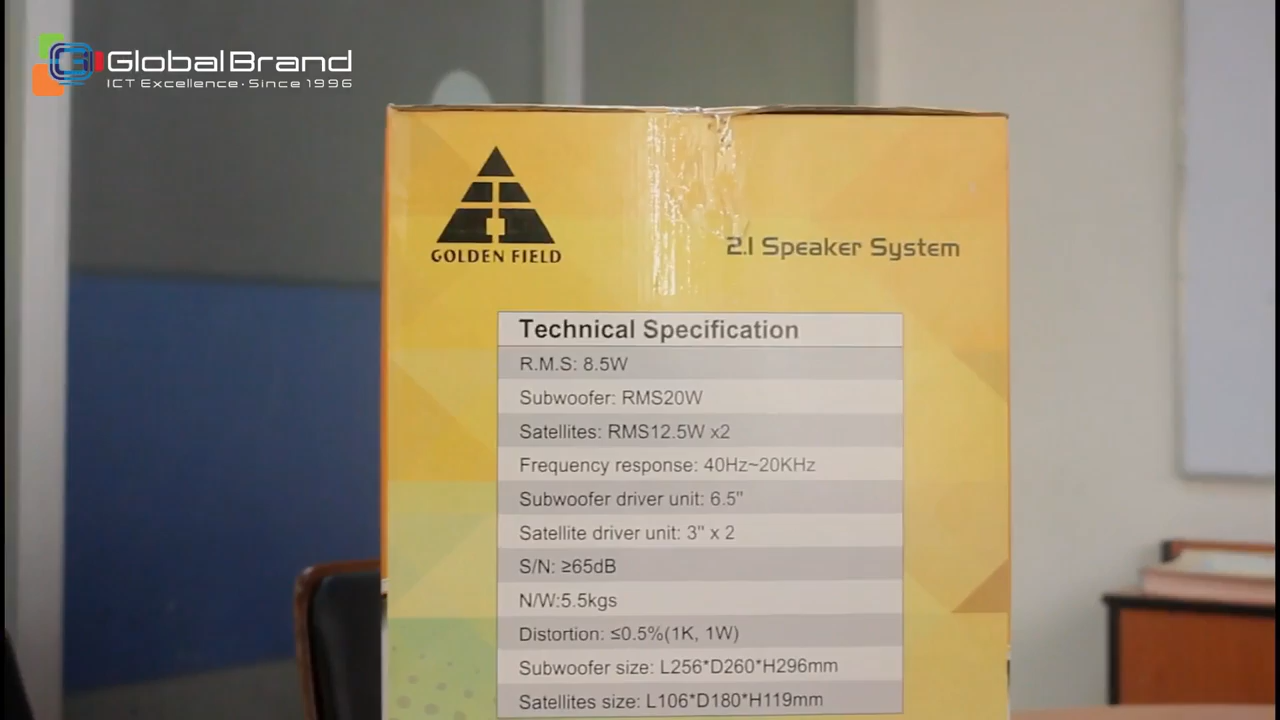 GlobalBrand
ICT Excellence·Since 1996
GOLDEN FIELD
2.1 Speaker System
Technical Specification
R.M.S: 8.5W
Subwoofer: RMS20W
Satellites: RMS12.5W x2
Frequency response: 40Hz~20KHz
Subwoofer driver unit: 6.5"
Satellite driver unit: 3" x 2
S/N: ≥65dB
N/W:5.5kgs
Distortion: ≤0.5%(1K, 1W)
Subwoofer size: L256*D260*H296mm
Satellites size: L106*D180*H119mm